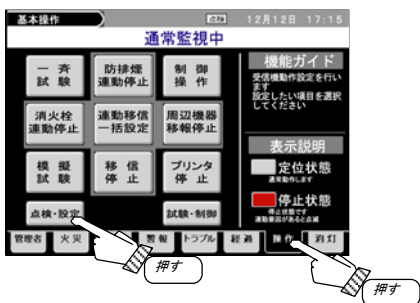 基本操作
点検 12月12日 17:15
通常監視中
一斉
試験
防排煙
連動停止
制御
操作
消火栓
連動停止
連動移信
一括設定
周辺機器
移報停止
模擬
試験
移信
停止
プリンタ
停止
点検・設定
試験・制御
機能ガイド
受信機動作設定を行い
ます
設定したい項目を選択
してください
表示説明
定位状態
通常動作します
停止状態
停止状態です
連動要因があると点滅
管理者
火災
警報
トラブル
経過
操作
消灯
押す
押す